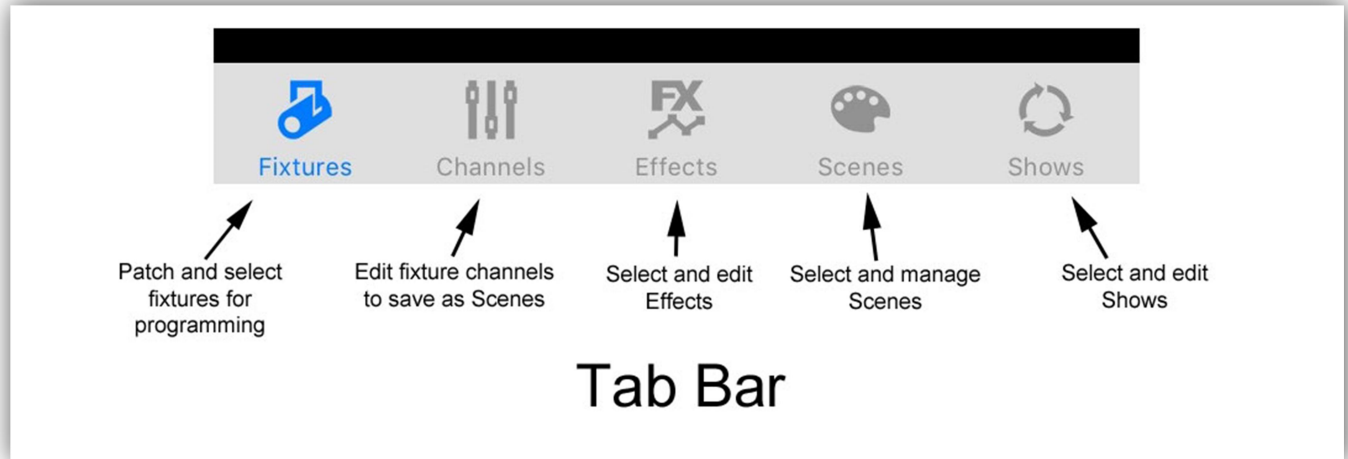 FX
Fixtures Channels Effects Scenes Shows
Patch and select
fixtures for
programming
Edit fixture channels
to save as Scenes
Select and edit
Effects
Select and manage
Scenes
Select and edit
Shows
Tab Bar